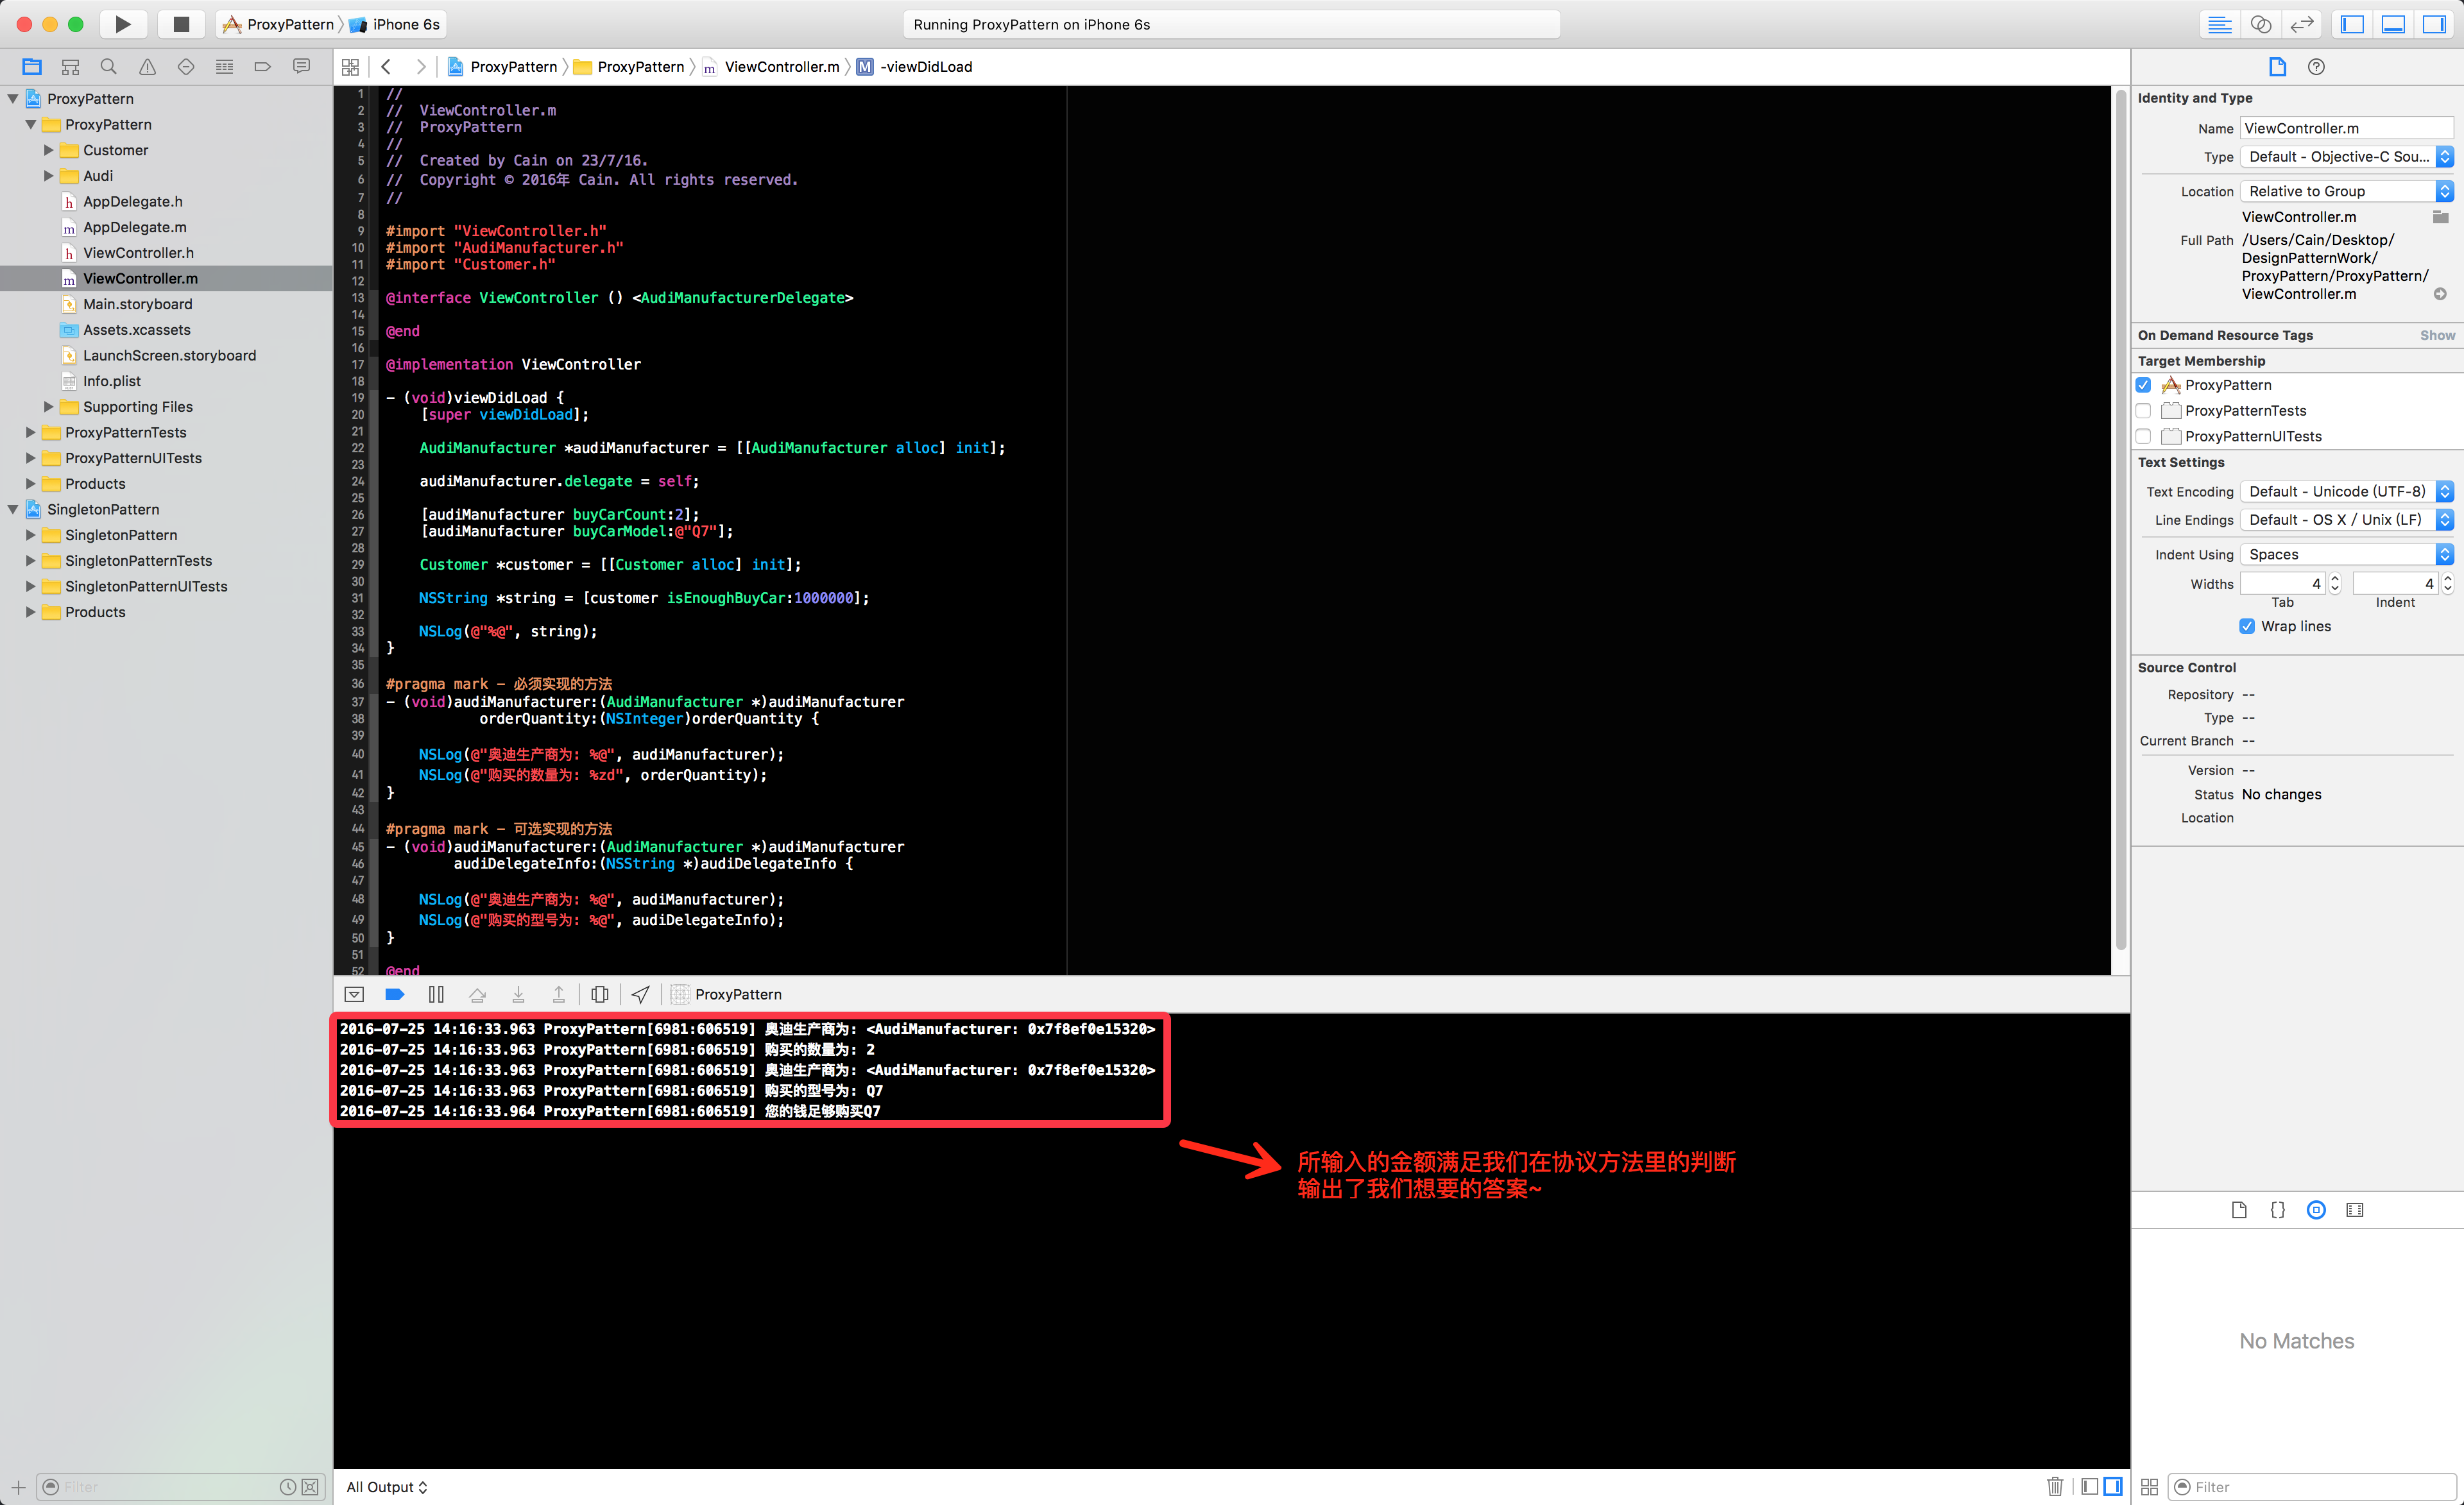 ProxyPattern
iPhone 6s
Running ProxyPattern on iPhone 6s
ProxyPattern
ProxyPattern
m ViewController.m
M -viewDidLoad
ProxyPattern
ProxyPattern
Customer
Audi
h AppDelegate.h
m AppDelegate.m
h ViewController.h
m ViewController.m
Main.storyboard
Assets.xcassets
LaunchScreen.storyboard
Info.plist
Supporting Files
ProxyPatternTests
ProxyPatternUITests
Products
SingletonPattern
SingletonPattern
SingletonPatternTests
SingletonPatternUITests
Products
Filter
1 //
2 //  ViewController.m
3 //  ProxyPattern
4 //
5 //  Created by Cain on 23/7/16.
6 //  Copyright © 2016年 Cain. All rights reserved.
7 //
8
9 #import "ViewController.h"
10 #import "AudiManufacturer.h"
11 #import "Customer.h"
12
13 @interface ViewController () <AudiManufacturerDelegate>
14
15 @end
16
17 @implementation ViewController
18
19 - (void)viewDidLoad {
20     [super viewDidLoad];
21
22     AudiManufacturer *audiManufacturer = [[AudiManufacturer alloc] init];
23
24     audiManufacturer.delegate = self;
25
26     [audiManufacturer buyCarCount:2];
27     [audiManufacturer buyCarModel:@"Q7"];
28
29     Customer *customer = [[Customer alloc] init];
30
31     NSString *string = [customer isEnoughBuyCar:1000000];
32
33     NSLog(@"%@", string);
34 }
35
36 #pragma mark - 必须实现的方法
37 - (void)audiManufacturer:(AudiManufacturer *)audiManufacturer
38            orderQuantity:(NSInteger)orderQuantity {
39
40     NSLog(@"奥迪生产商为: %@", audiManufacturer);
41     NSLog(@"购买的数量为: %zd", orderQuantity);
42 }
43
44 #pragma mark - 可选实现的方法
45 - (void)audiManufacturer:(AudiManufacturer *)audiManufacturer
46         audiDelegateInfo:(NSString *)audiDelegateInfo {
47
48     NSLog(@"奥迪生产商为: %@", audiManufacturer);
49     NSLog(@"购买的型号为: %@", audiDelegateInfo);
50 }
51
52 @end
ProxyPattern
2016-07-25 14:16:33.963 ProxyPattern[6981:606519] 奥迪生产商为: <AudiManufacturer: 0x7f8ef0e15320>
2016-07-25 14:16:33.963 ProxyPattern[6981:606519] 购买的数量为: 2
2016-07-25 14:16:33.963 ProxyPattern[6981:606519] 奥迪生产商为: <AudiManufacturer: 0x7f8ef0e15320>
2016-07-25 14:16:33.963 ProxyPattern[6981:606519] 购买的型号为: Q7
2016-07-25 14:16:33.964 ProxyPattern[6981:606519] 您的钱足够购买Q7
所输入的金额满足我们在协议方法里的判断
输出了我们想要的答案~
All Output
Identity and Type
Name ViewController.m
Type Default - Objective-C Sou...
Location Relative to Group
ViewController.m
Full Path /Users/Cain/Desktop/
DesignPatternWork/
ProxyPattern/ProxyPattern/
ViewController.m
On Demand Resource Tags Show
Target Membership
ProxyPattern
ProxyPatternTests
ProxyPatternUITests
Text Settings
Text Encoding Default - Unicode (UTF-8)
Line Endings Default - OS X / Unix (LF)
Indent Using Spaces
Widths 4 4
Tab Indent
Wrap lines
Source Control
Repository --
Type --
Current Branch --
Version --
Status No changes
Location
{}
No Matches
Filter